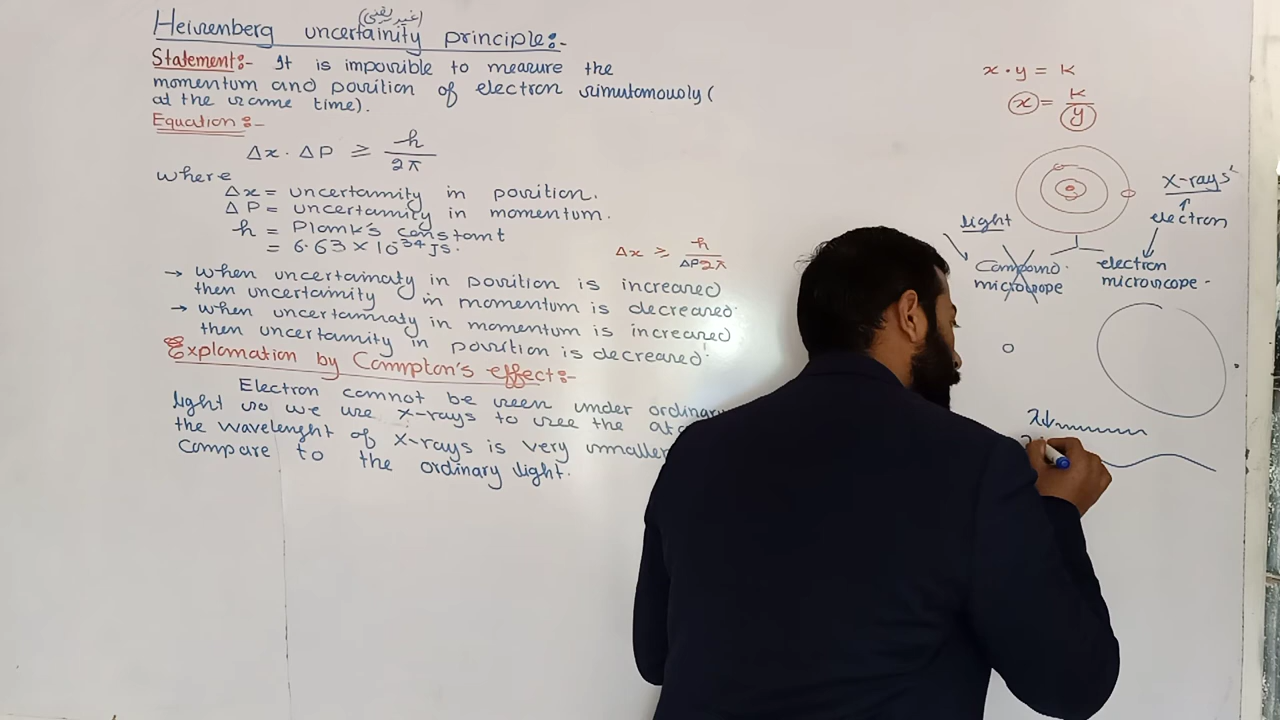 (غیر یقینی)
Heisenberg uncertainity principle:-
Statement:- It is impossible to measure the
momentum and position of electron simutamously (
at the same time).
Equation:-
Δx · ΔP ≥ h/2π
where
Δx = uncertainity in position.
ΔP = uncertainity in momentum.
h = Plank's constant
= 6.63 × 10^-34 Js.
Δx ≥ h/ΔP2π
→ when uncertainaty in position is increased
then uncertainity in momentum is decreased.
→ when uncertainnaty in momentum is increased
then uncertainity in position is decreased.
Explanation by Commpton's effect:-
Electron cannot be seen under ordinary
light so we use x-rays to see the
the wavelenght of x-rays is very smaller
compare to the ordinary light.
x · y = k
x = k/y
X-rays
electron
light
Compound
microscope
electron
microscope -
λ↓